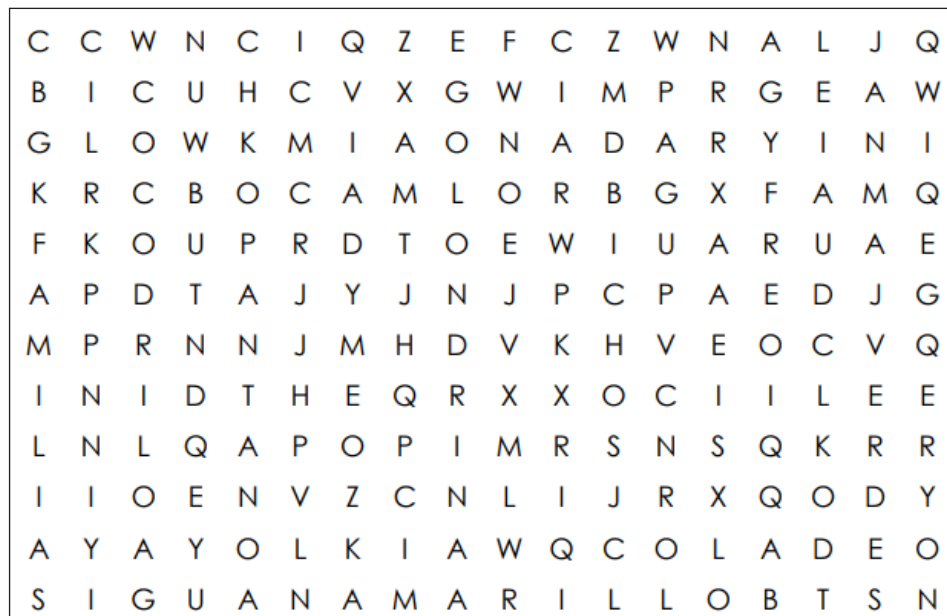 C C W N C I Q Z E F C Z W N A L J Q
B I C U H C V X G W I M P R G E A W
G L O W K M I A O N A D A R Y I N I
K R C B O C A M L O R B G X F A M Q
F K O U P R D T O E W I U A R U A E
A P D T A J Y J N J P C P A E D J G
M P R N N J M H D V K H V E O C V Q
I N I D T H E Q R X X O C I I L E E
L N L Q A P O P I M R S N S Q K R R
I I O E N V Z C N L I J R X Q O D Y
A Y A Y O L K I A W Q C O L A D E O
S I G U A N A M A R I L L O B T S N